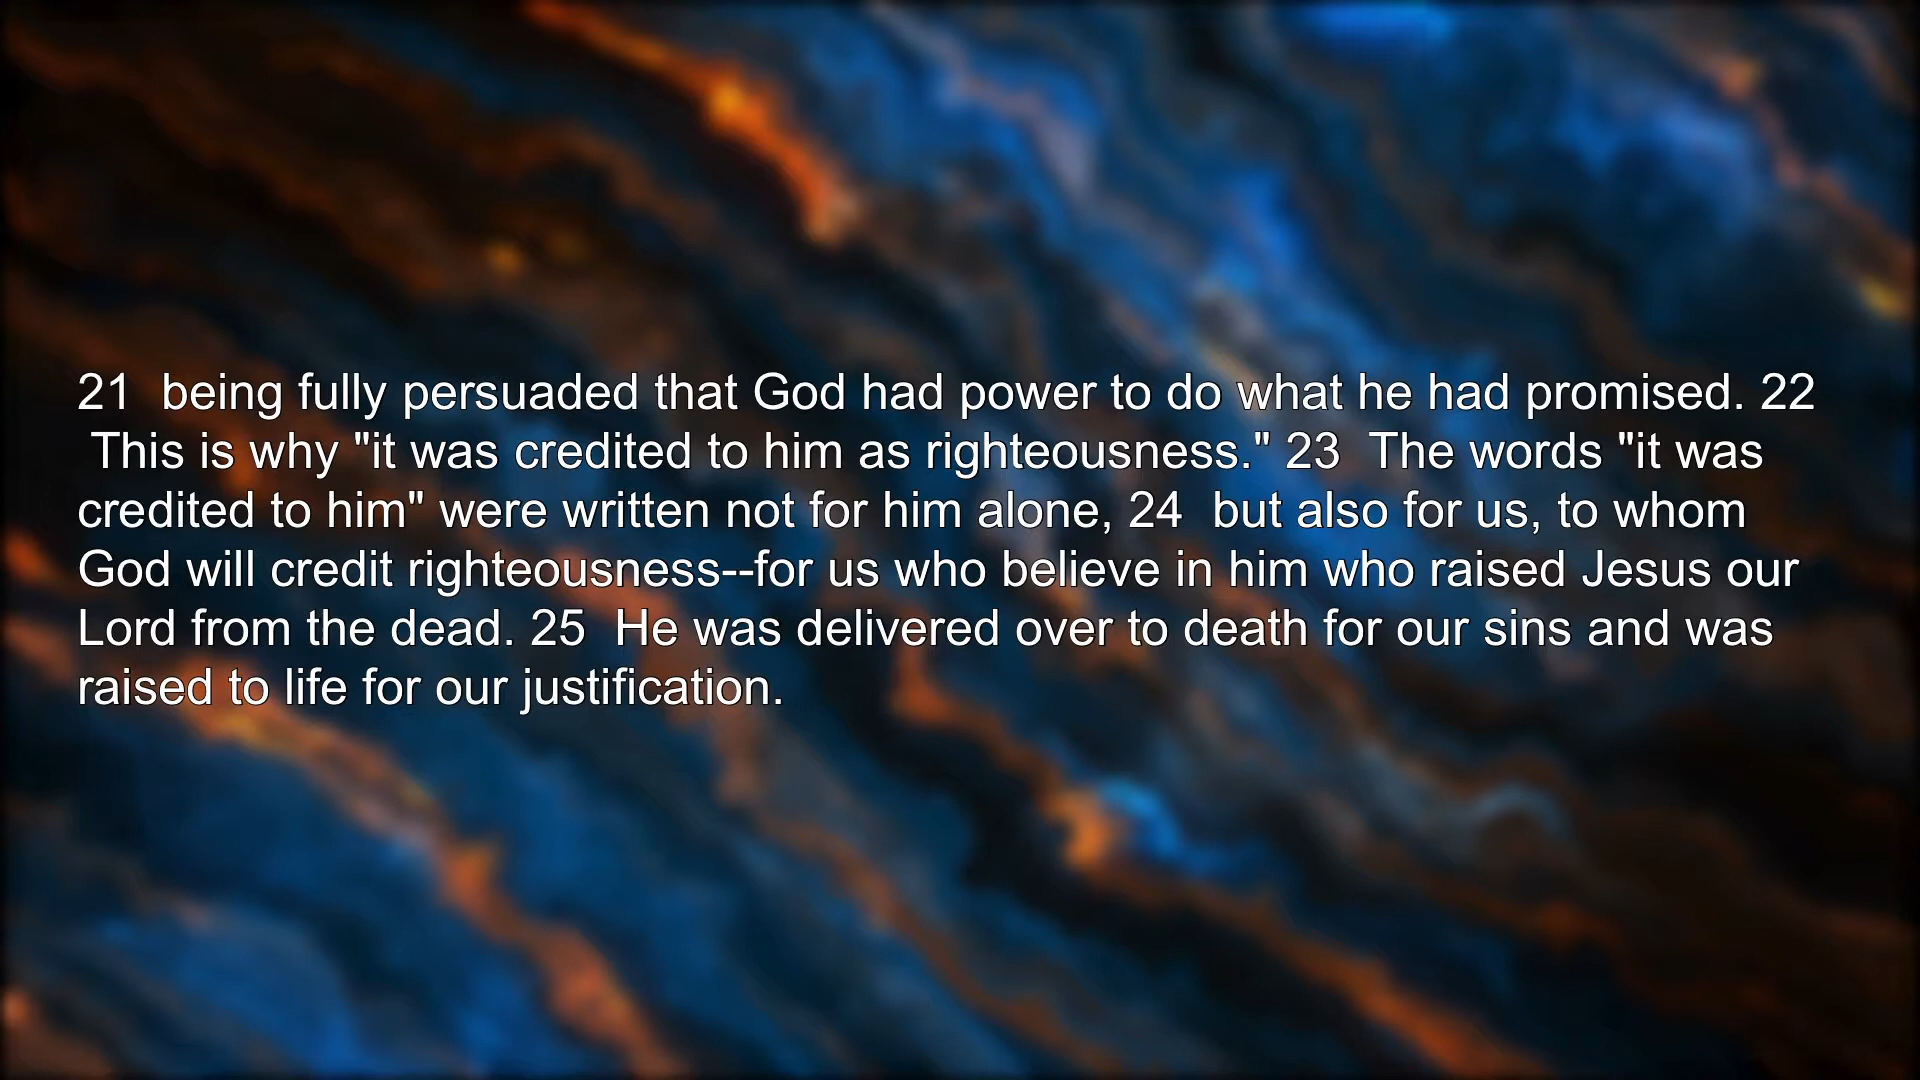 21  being fully persuaded that God had power to do what he had promised. 22
 This is why "it was credited to him as righteousness." 23  The words "it was
credited to him" were written not for him alone, 24  but also for us, to whom
God will credit righteousness--for us who believe in him who raised Jesus our
Lord from the dead. 25  He was delivered over to death for our sins and was
raised to life for our justification.